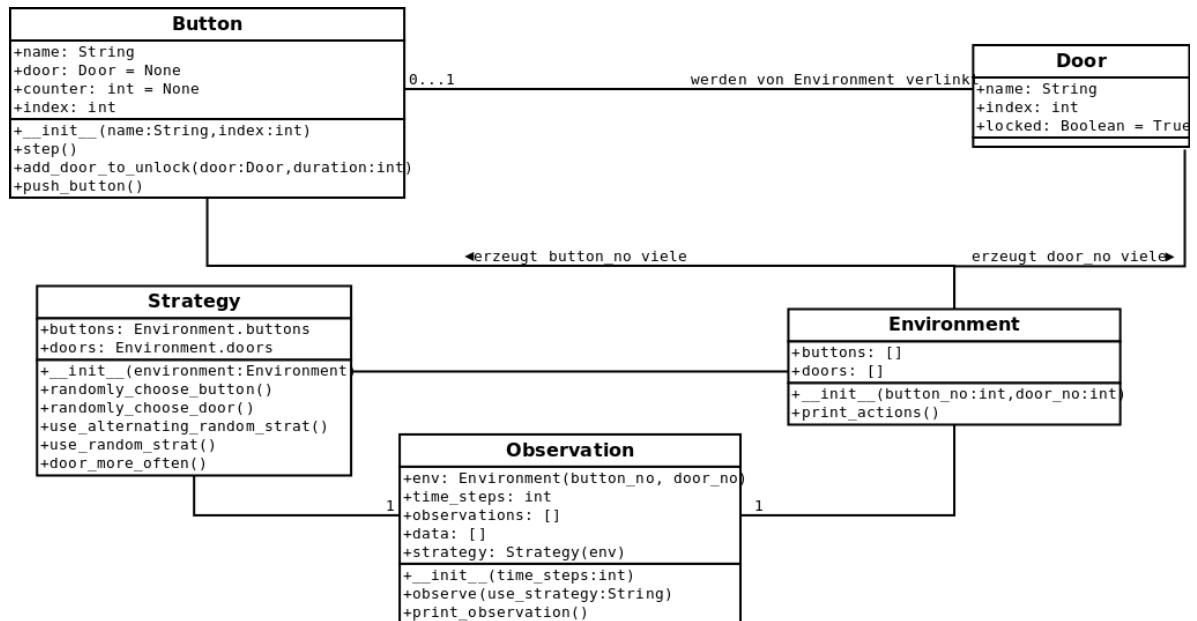 Button
+name: String
+door: Door = None
+counter: int = None
+index: int
+__init__(name:String,index:int)
+step()
+add_door_to_unlock(door:Door,duration:int)
+push_button()
0...1
werden von Environment verlinkt
Door
+name: String
+index: int
+locked: Boolean = True
◄erzeugt button_no viele
erzeugt door_no viele►
Strategy
+buttons: Environment.buttons
+doors: Environment.doors
+__init__(environment:Environment)
+randomly_choose_button()
+randomly_choose_door()
+use_alternating_random_strat()
+use_random_strat()
+door_more_often()
Environment
+buttons: []
+doors: []
+__init__(button_no:int,door_no:int)
+print_actions()
1
Observation
+env: Environment(button_no, door_no)
+time_steps: int
+observations: []
+data: []
+strategy: Strategy(env)
+__init__(time_steps:int)
+observe(use_strategy:String)
+print_observation()
1